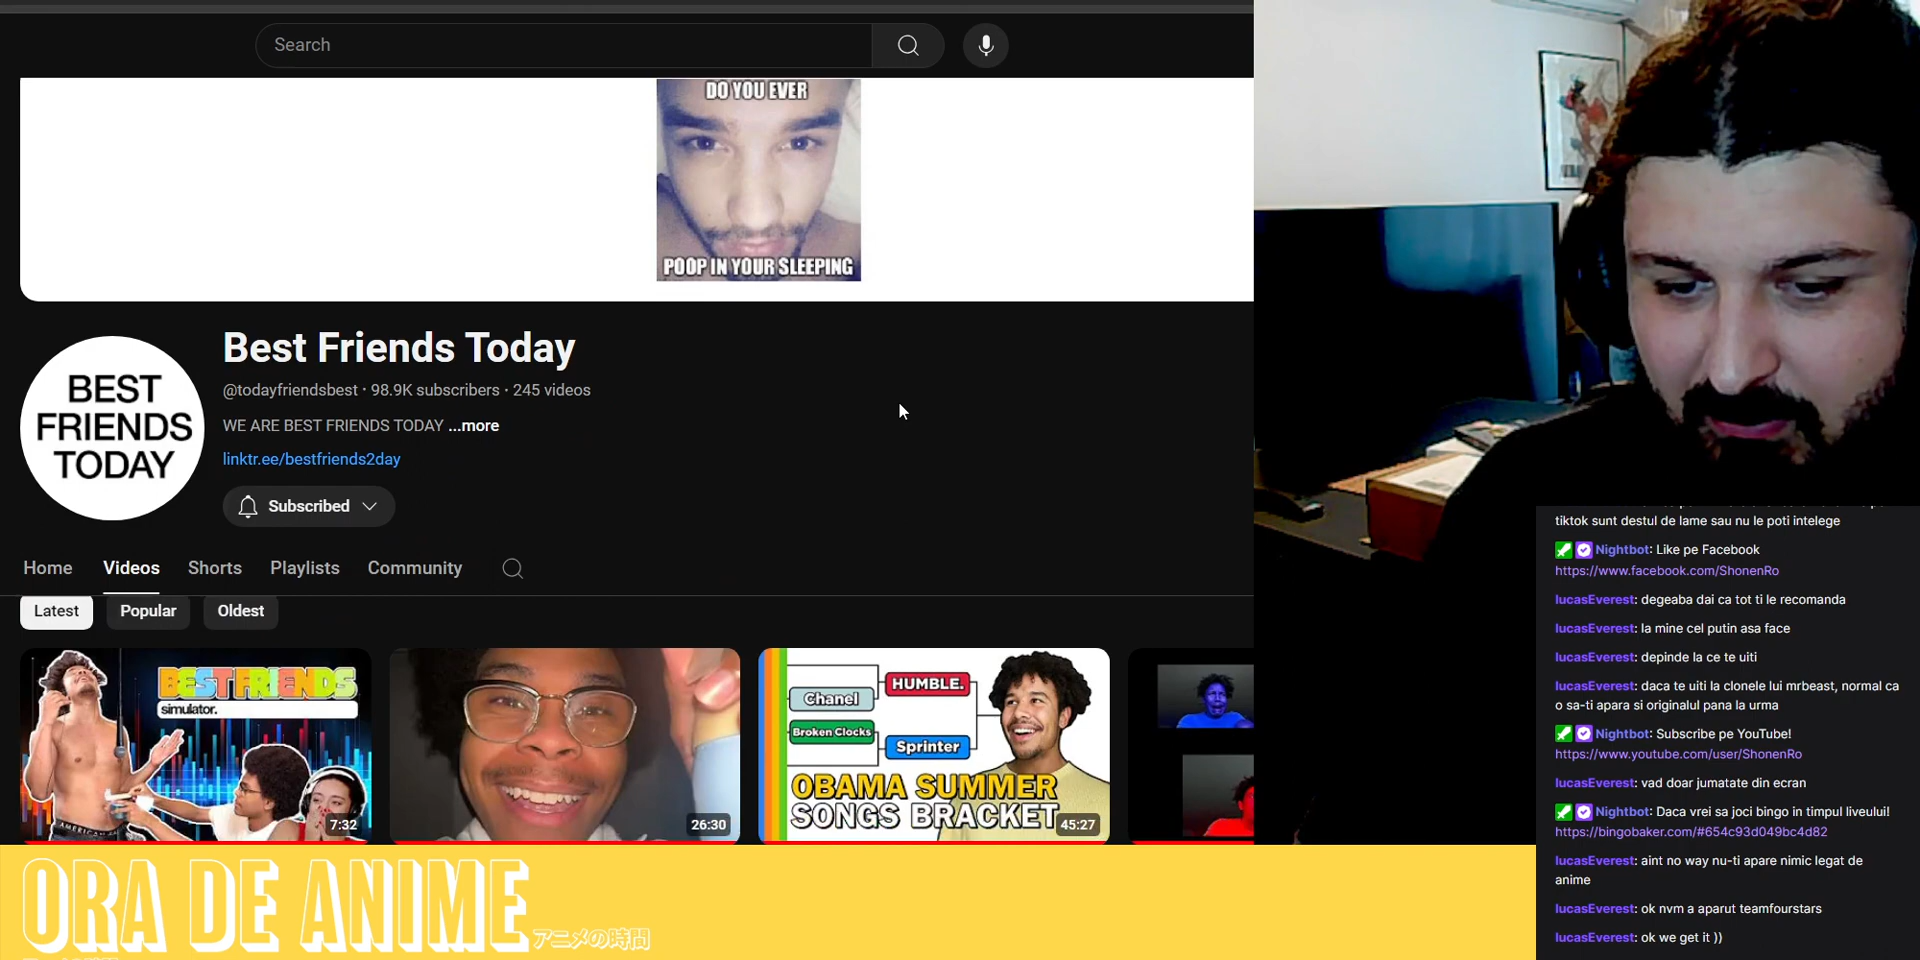 Search
DO YOU EVER
POOP IN YOUR SLEEPING
BEST
FRIENDS
TODAY
Best Friends Today
@todayfriendsbest · 98.9K subscribers · 245 videos
WE ARE BEST FRIENDS TODAY ...more
linktr.ee/bestfriends2day
Subscribed
Home Videos Shorts Playlists Community
Latest Popular Oldest
BEST FRIENDS
simulator.
AMERICAN
7:32
26:30
Chanel
HUMBLE.
Broken Clocks
Sprinter
OBAMA SUMMER
SONGS BRACKET
45:27
ORA DE ANIME
アニメの時間
tiktok sunt destul de lame sau nu le poti intelege
Nightbot: Like pe Facebook
https://www.facebook.com/ShonenRo
lucasEverest: degeaba dai ca tot ti le recomanda
lucasEverest: la mine cel putin asa face
lucasEverest: depinde la ce te uiti
lucasEverest: daca te uiti la clonele lui mrbeast, normal ca
o sa-ti apara si originalul pana la urma
Nightbot: Subscribe pe YouTube!
https://www.youtube.com/user/ShonenRo
lucasEverest: vad doar jumatate din ecran
Nightbot: Daca vrei sa joci bingo in timpul liveului!
https://bingobaker.com/#654c93d049bc4d82
lucasEverest: aint no way nu-ti apare nimic legat de
anime
lucasEverest: ok nvm a aparut teamfourstars
lucasEverest: ok we get it ))